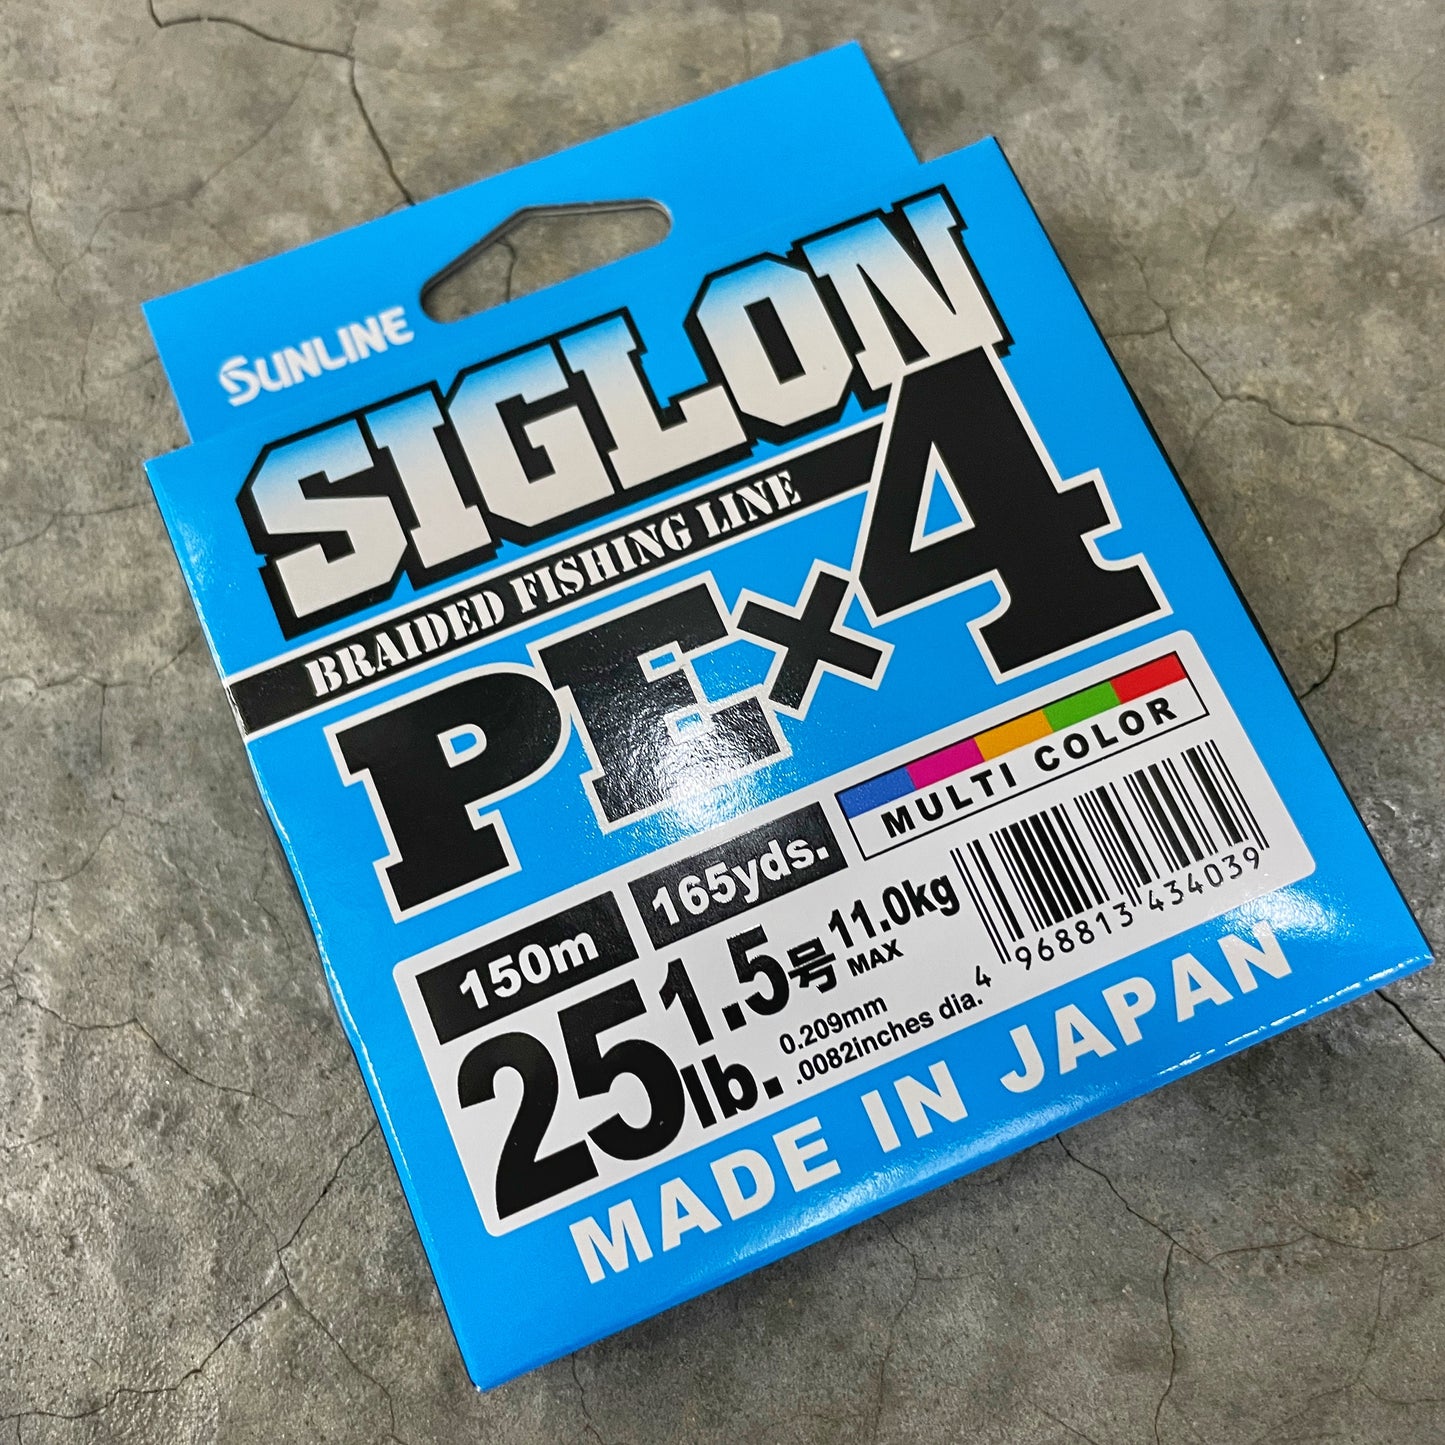 SUNLINE
SIGLON
BRAIDED FISHING LINE
PE×4
MULTI COLOR
150m 165yds.
25lb. 1.5号 11.0kg MAX
0.209mm
.0082inches dia.
4 968813 434039
MADE IN JAPAN